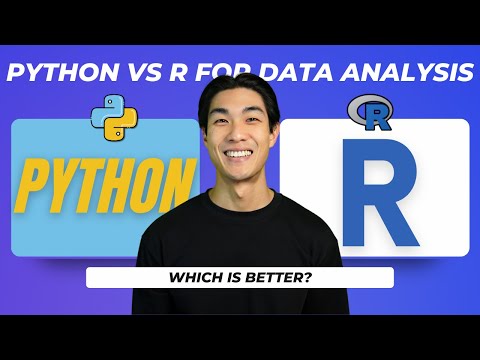 PYTHON VS R FOR DATA ANALYSIS
R
PYTHON
R
WHICH IS BETTER?